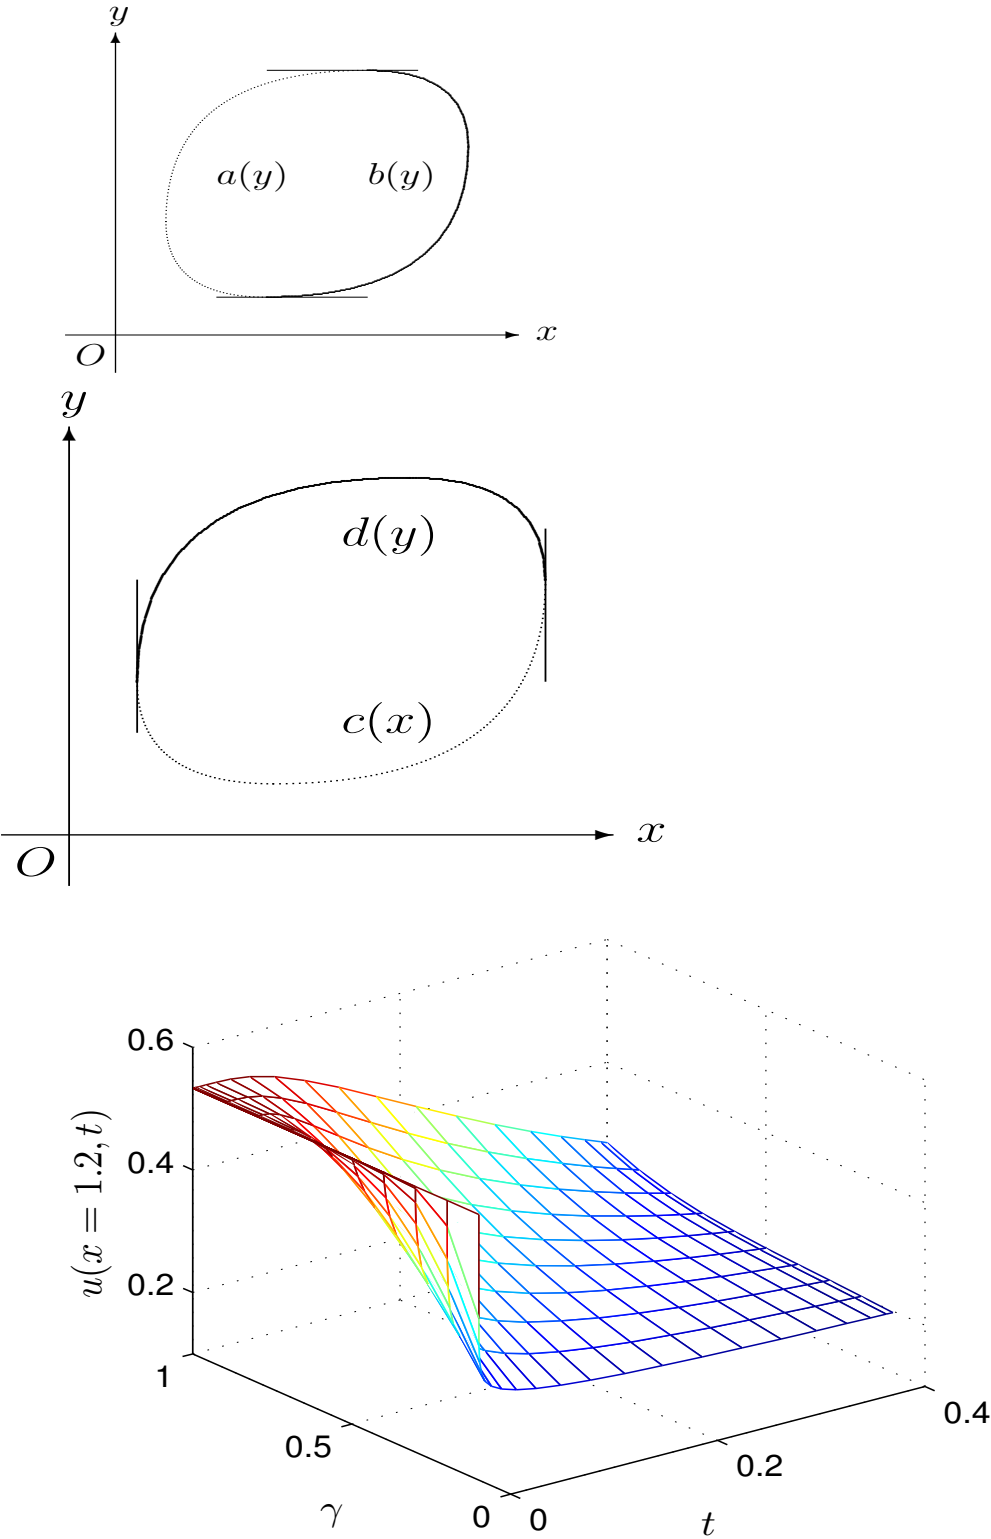 y
a(y) b(y)
x
O
y
d(y)
c(x)
x
O
0.6
0.4
0.2
u(x = 1.2, t)
1
0.5
0
γ
0
0.2
0.4
t